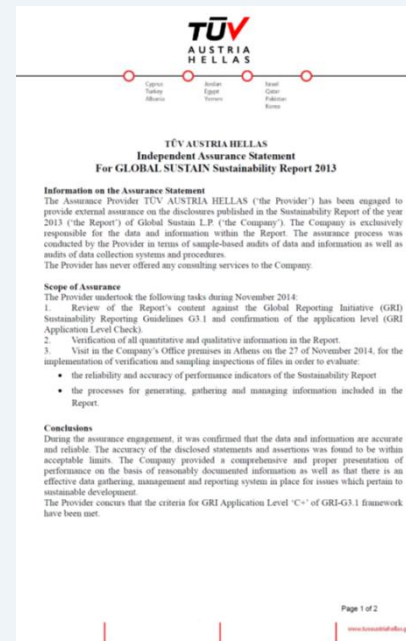 TÜV
AUSTRIA
HELLAS
Cyprus
Turkey
Albania
Jordan
Egypt
Yemen
Israel
Qatar
Pakistan
Korea
TÜV AUSTRIA HELLAS
Independent Assurance Statement
For GLOBAL SUSTAIN Sustainability Report 2013
Information on the Assurance Statement
The Assurance Provider TÜV AUSTRIA HELLAS (‘the Provider’) has been engaged to
provide external assurance on the disclosures published in the Sustainability Report of the year
2013 (‘the Report’) of Global Sustain L.P. (‘the Company’). The Company is exclusively
responsible for the data and information within the Report. The assurance process was
conducted by the Provider in terms of sample-based audits of data and information as well as
audits of data collection systems and procedures.
The Provider has never offered any consulting services to the Company.
Scope of Assurance
The Provider undertook the following tasks during November 2014:
1. Review of the Report's content against the Global Reporting Initiative (GRI)
Sustainability Reporting Guidelines G3.1 and confirmation of the application level (GRI
Application Level Check).
2. Verification of all quantitative and qualitative information in the Report.
3. Visit in the Company's Office premises in Athens on the 27 of November 2014, for the
implementation of verification and sampling inspections of files in order to evaluate:
• the reliability and accuracy of performance indicators of the Sustainability Report
• the processes for generating, gathering and managing information included in the
Report.
Conclusions
During the assurance engagement, it was confirmed that the data and information are accurate
and reliable. The accuracy of the disclosed statements and assertions was found to be within
acceptable limits. The Company provided a comprehensive and proper presentation of
performance on the basis of reasonably documented information as well as that there is an
effective data gathering, management and reporting system in place for issues which pertain to
sustainable development.
The Provider concurs that the criteria for GRI Application Level ‘C+’ of GRI-G3.1 framework
have been met.
Page 1 of 2